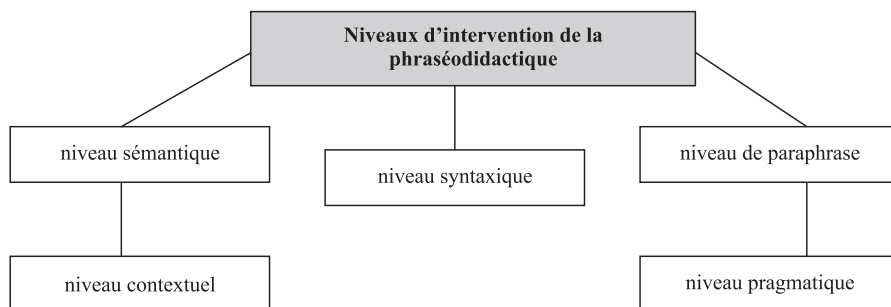 Niveaux d’intervention de la
phraséodidactique
niveau sémantique
niveau syntaxique
niveau de paraphrase
niveau contextuel
niveau pragmatique